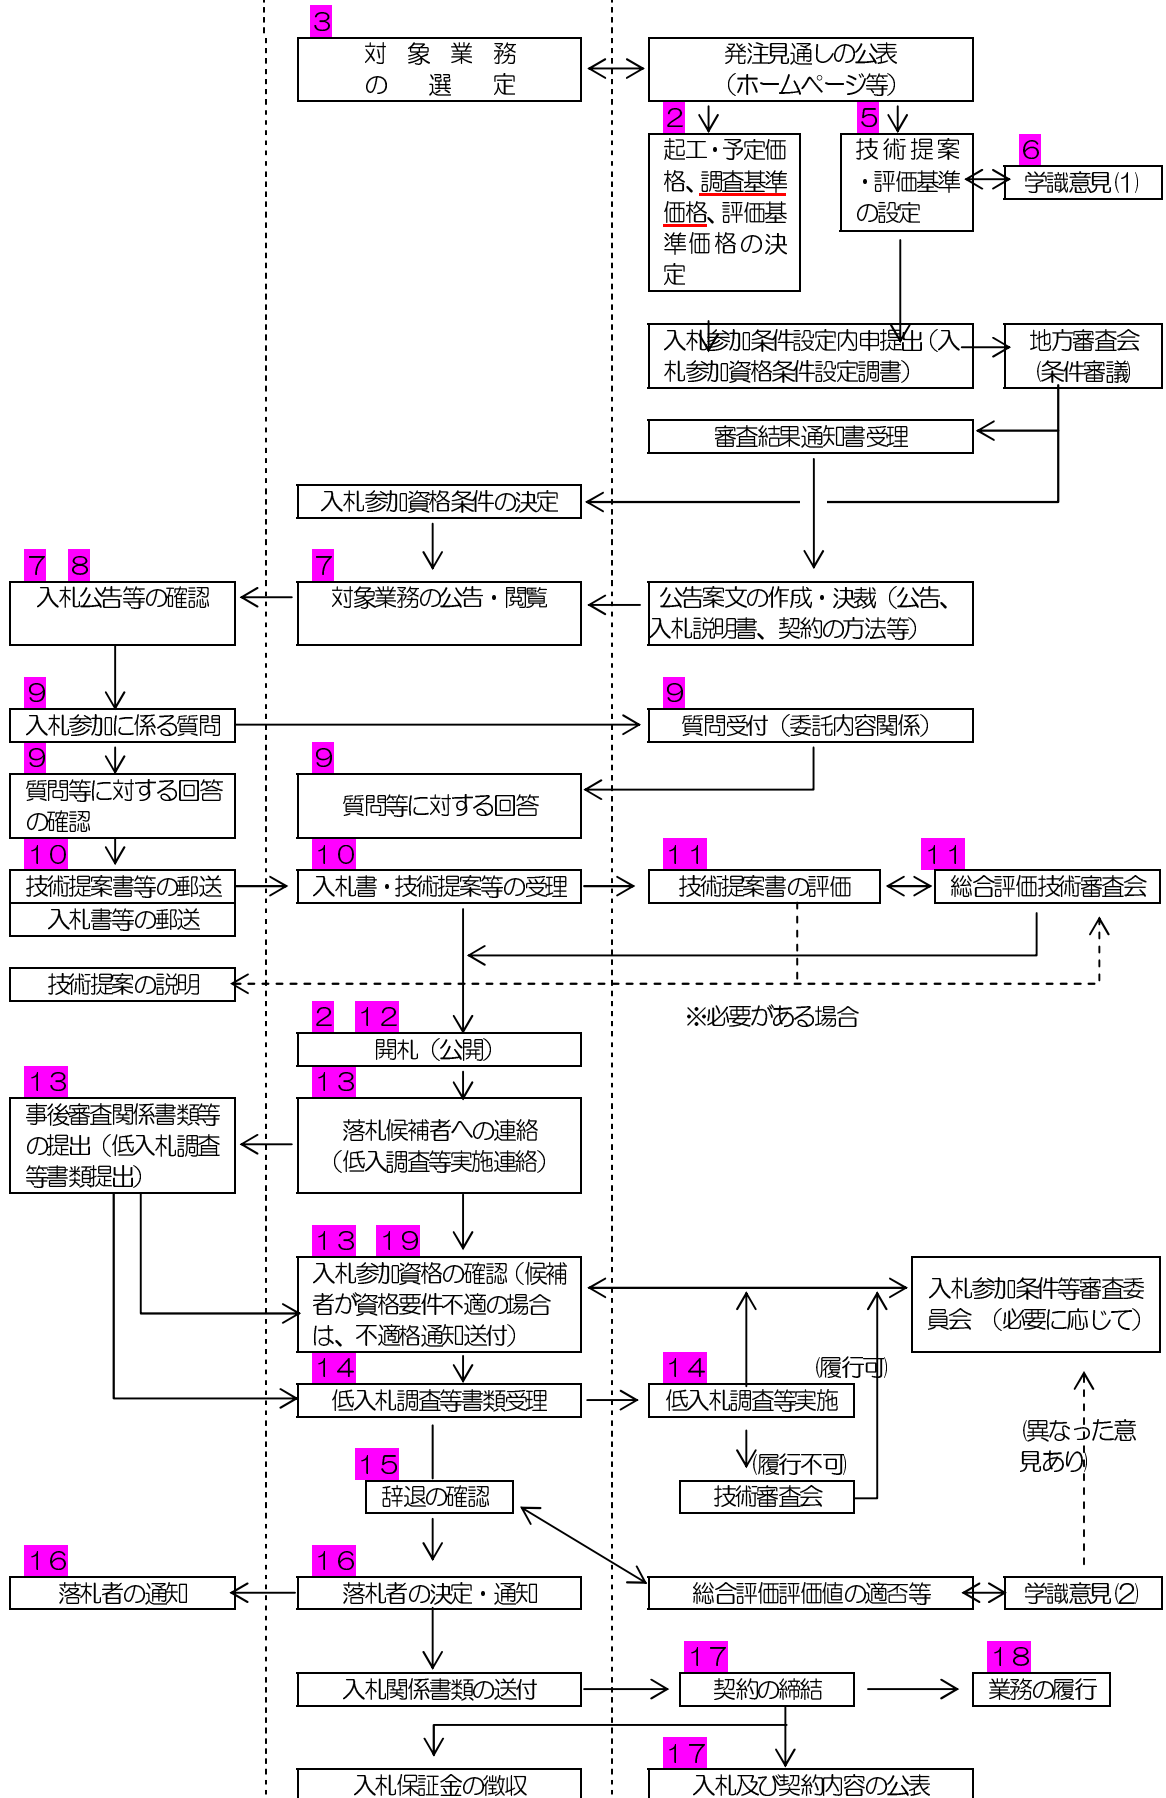 ３
対　象　業　務
の　　選　　定
発注見通しの公表
（ホームページ等）
２
５
起工・予定価
格、調査基準
価格、評価基
準価格の決
定
技術提案
・評価基準
の設定
６
学識意見(1)
入札参加条件設定内申提出（入
札参加資格条件設定調書）
地方審査会
(条件審議)
審査結果通知書受理
入札参加資格条件の決定
７　８
入札公告等の確認
７
対象業務の公告・閲覧
公告案文の作成・決裁（公告、
入札説明書、契約の方法等）
９
入札参加に係る質問
９
質問受付（委託内容関係）
９
質問等に対する回答
の確認
９
質問等に対する回答
１０
技術提案書等の郵送
入札書等の郵送
１０
入札書・技術提案等の受理
１１
技術提案書の評価
１１
総合評価技術審査会
技術提案の説明
※必要がある場合
２　１２
開札（公開）
１３
事後審査関係書類等
の提出（低入札調査
等書類提出）
１３
落札候補者への連絡
（低入調査等実施連絡）
１３　１９
入札参加資格の確認（候補
者が資格要件不適の場合
は、不適格通知送付）
入札参加条件等審査委
員会　（必要に応じて）
１４
低入札調査等書類受理
１４
(履行可)
低入札調査等実施
(異なった意
見あり)
１５
辞退の確認
(履行不可)
技術審査会
１６
落札者の通知
１６
落札者の決定・通知
総合評価評価値の適否等
学識意見(2)
入札関係書類の送付
１７
契約の締結
１８
業務の履行
入札保証金の徴収
１７
入札及び契約内容の公表